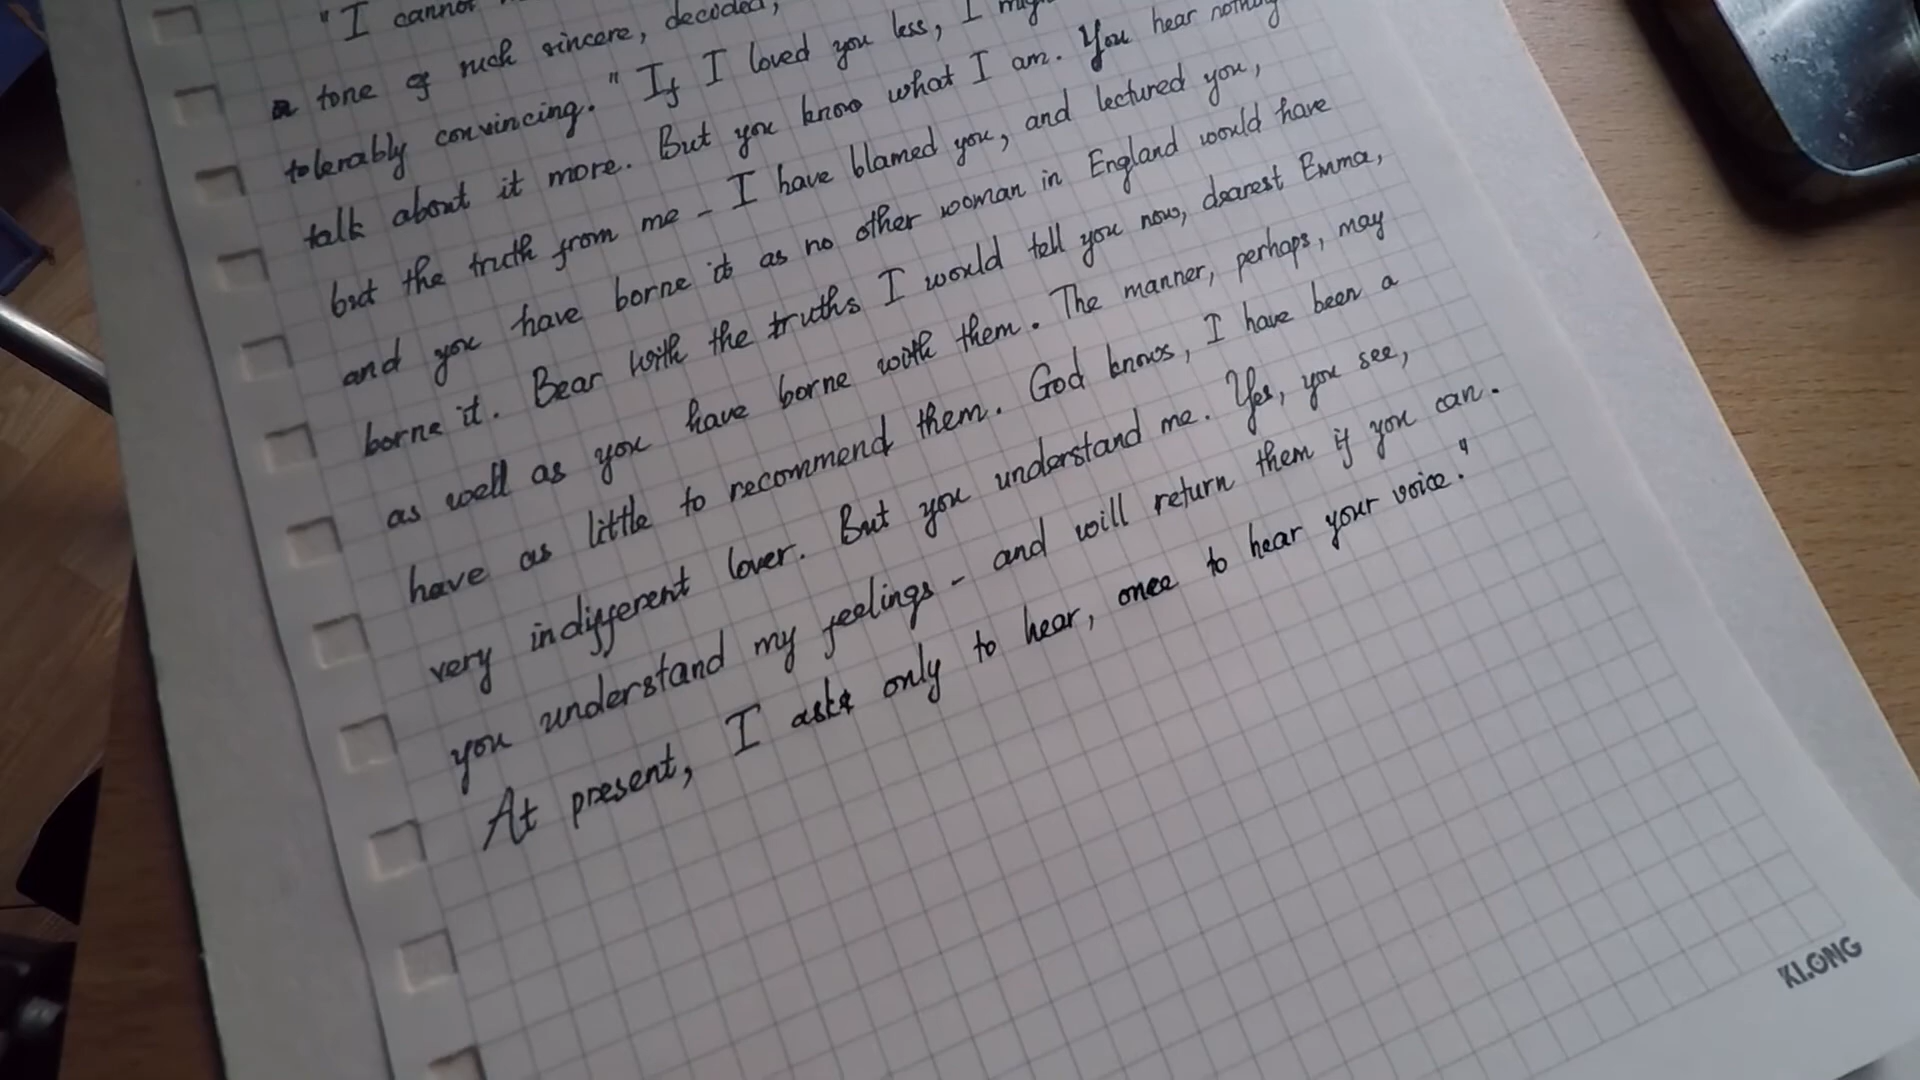 "I cannot
a tone of such sincere, decoded,
tolerably convincing. "If I loved you less, I
talk about it more. But you know what I am. You hear nothing
but the truth from me - I have blamed you, and lectured you,
and you have borne it as no other woman in England would have
borne it. Bear with the truths I would tell you now, dearest Emma,
as well as you have borne with them. The manner, perhaps, may
have as little to recommend them. God knows, I have been a
very indifferent lover. But you understand me. Yes, you see,
you understand my feelings - and will return them if you can.
At present, I ask only to hear, once to hear your voice."
KLONG